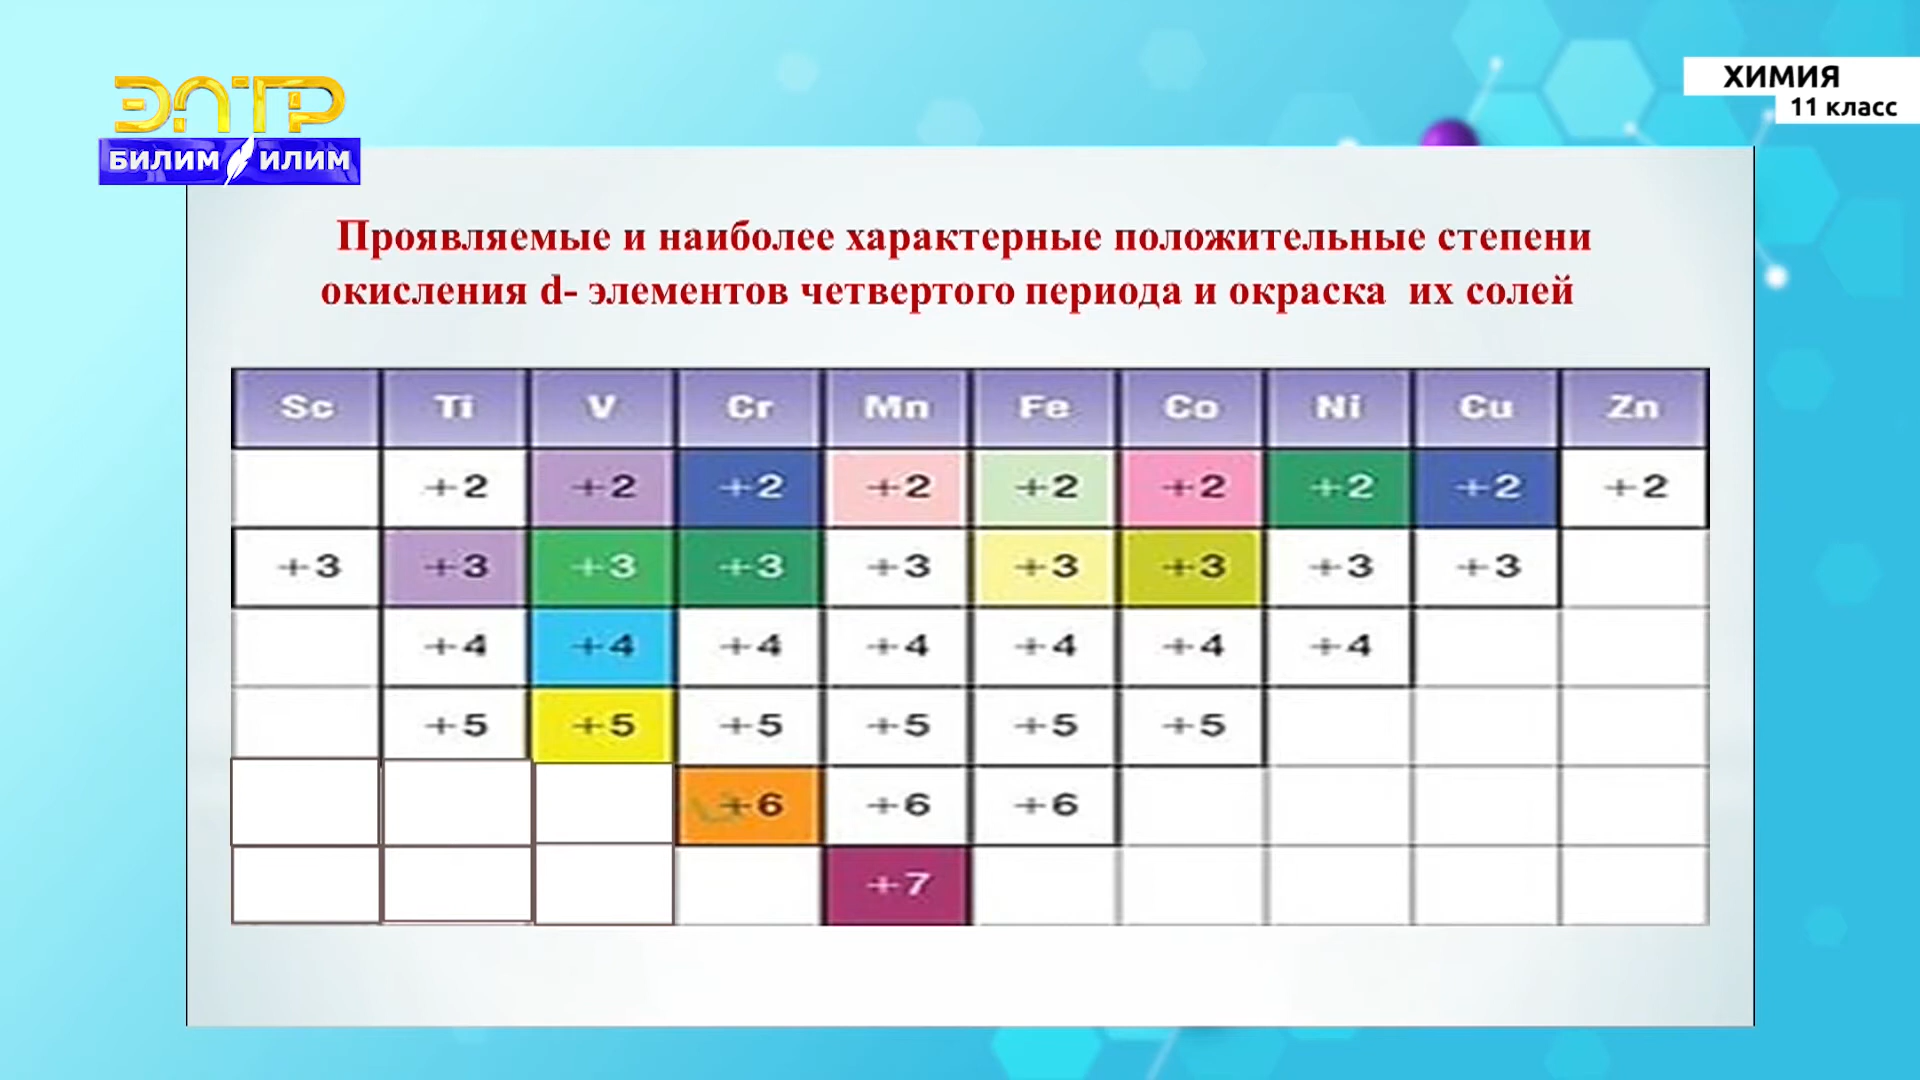 ЭЛТР
БИЛИМ ИЛИМ
ХИМИЯ
11 класс
Проявляемые и наиболее характерные положительные степени
окисления d- элементов четвертого периода и окраска их солей
Sc Ti V Cr Mn Fe Co Ni Cu Zn
+2 +2 +2 +2 +2 +2 +2 +2 +2
+3 +3 +3 +3 +3 +3 +3 +3 +3
+4 +4 +4 +4 +4 +4 +4
+5 +5 +5 +5 +5 +5
+6 +6 +6
+7